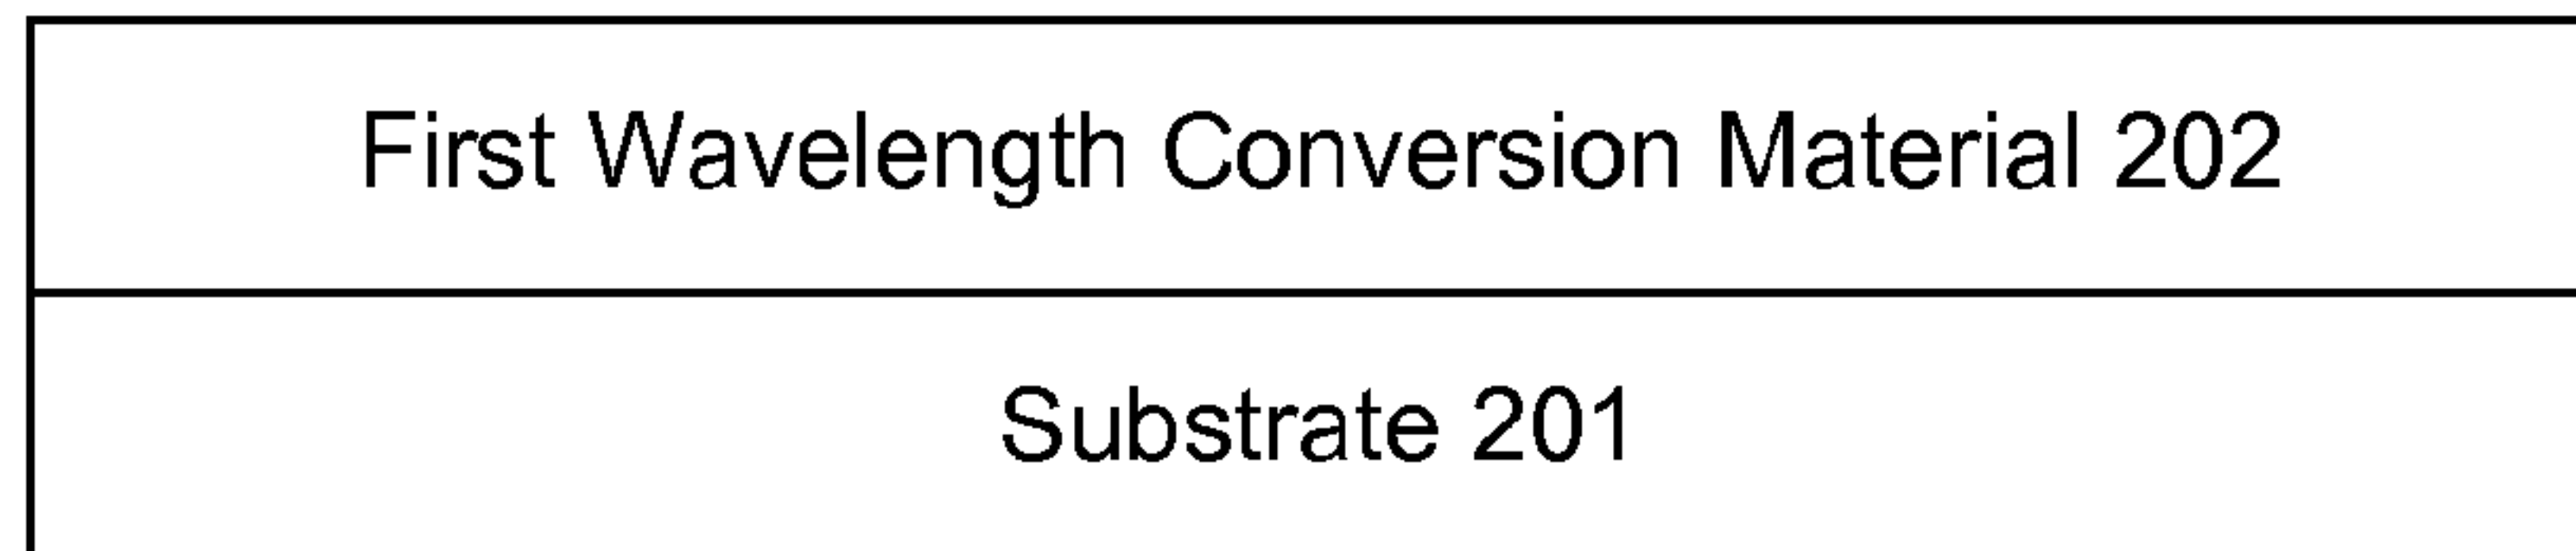 First Wavelength Conversion Material 202
Substrate 201